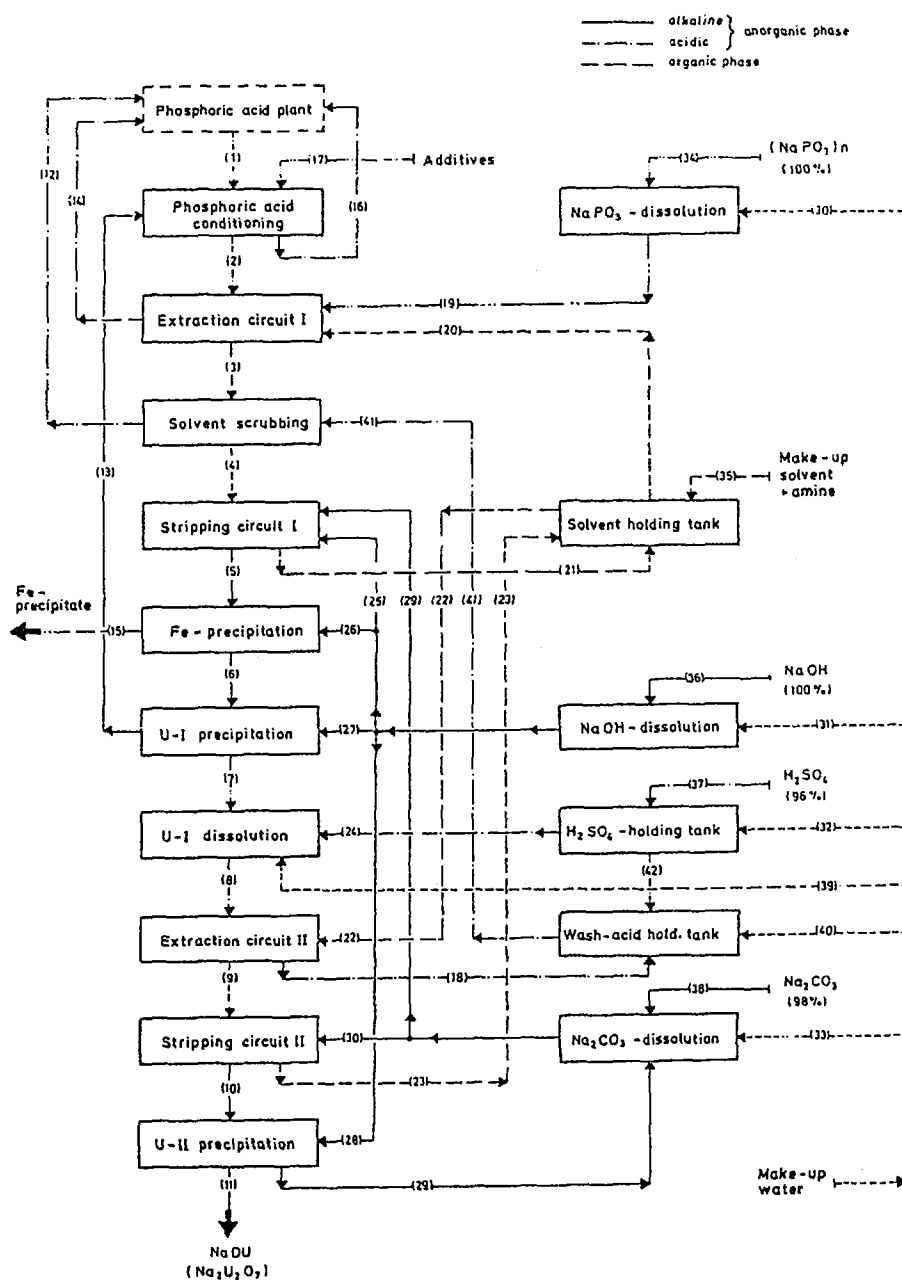 alkaline
acidic
anorganic phase
organic phase
Phosphoric acid plant
(1)
(17)
Additives
(12)
(14)
(16)
Phosphoric acid
conditioning
(NaPO3)n
(100%)
(34)
NaPO3 - dissolution
(30)
(2)
(19)
Extraction circuit I
(20)
(3)
Solvent scrubbing
(41)
(13)
(4)
Make-up
solvent
+ amine
(35)
Stripping circuit I
Solvent holding tank
(5)
(21)
Fe-
precipitate
(25)
(29)
(22)
(41)
(23)
(15)
Fe - precipitation
(26)
(6)
NaOH
(100%)
(36)
U-I precipitation
(27)
NaOH - dissolution
(31)
(7)
H2SO4
(96%)
(37)
U-I dissolution
(24)
H2SO4 - holding tank
(32)
(8)
(42)
(39)
Extraction circuit II
(22)
Wash-acid hold. tank
(40)
(9)
(18)
Na2CO3
(98%)
(38)
Stripping circuit II
(30)
Na2CO3 - dissolution
(33)
(10)
(23)
U-II precipitation
(28)
(11)
(29)
Make-up
water
NaDU
(Na2U2O7)